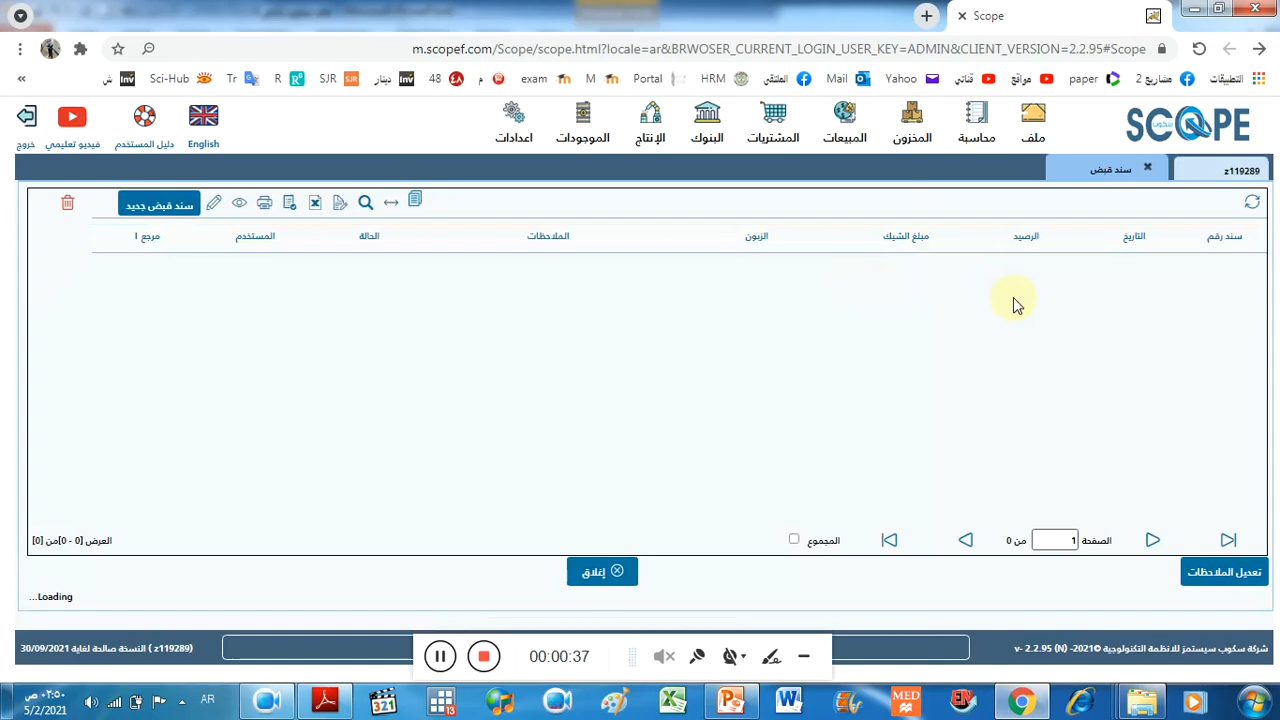 Scope
m.scopef.com/Scope/scope.html?locale=ar&BRWOSER_CURRENT_LOGIN_USER_KEY=ADMIN&CLIENT_VERSION=2.2.95#Scope
التطبيقات
مشاريع 2
paper
مواقع
قناتي
Yahoo
Mail
الملتقى
HRM
Portal
M
exam
م
48
دينار
SJR
R
Tr
Sci-Hub
ش
SCOPE سكوب
ملف
محاسبة
المخزون
المبيعات
المشتريات
البنوك
الإنتاج
الموجودات
اعدادات
English
دليل المستخدم
فيديو تعليمي
خروج
z119289
سند قبض
سند قبض جديد
سند رقم
التاريخ
الرصيد
مبلغ الشيك
الزبون
الملاحظات
الحالة
المستخدم
مرجع ١
الصفحة 1 من 0
المجموع
العرض [0 - 0]من [0]
تعديل الملاحظات
إغلاق
Loading...
شركة سكوب سيستمز للانظمة التكنولوجية ©2021- v- 2.2.95 (N)
(z119289 ) النسخة صالحة لغاية 30/09/2021
00:00:37
AR
٠٢:٥٠ ص
5/2/2021